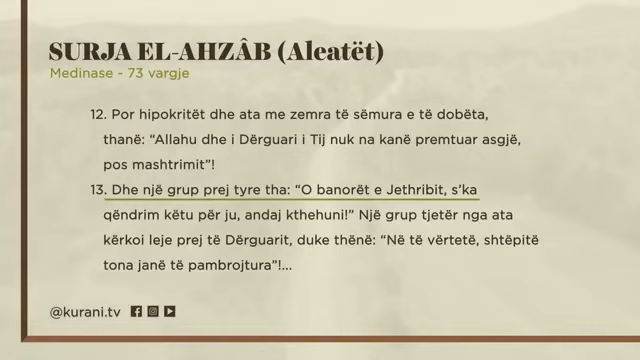 SURJA EL-AHZÂB (Aleatët)
Medinase - 73 vargje
12. Por hipokritët dhe ata me zemra të sëmura e të dobëta,
thanë: “Allahu dhe i Dërguari i Tij nuk na kanë premtuar asgjë,
pos mashtrimit”!
13. Dhe një grup prej tyre tha: “O banorët e Jethribit, s’ka
qëndrim këtu për ju, andaj kthehuni!” Një grup tjetër nga ata
kërkoi leje prej të Dërguarit, duke thënë: “Në të vërtetë, shtëpitë
tona janë të pambrojtura”!...
@kurani.tv